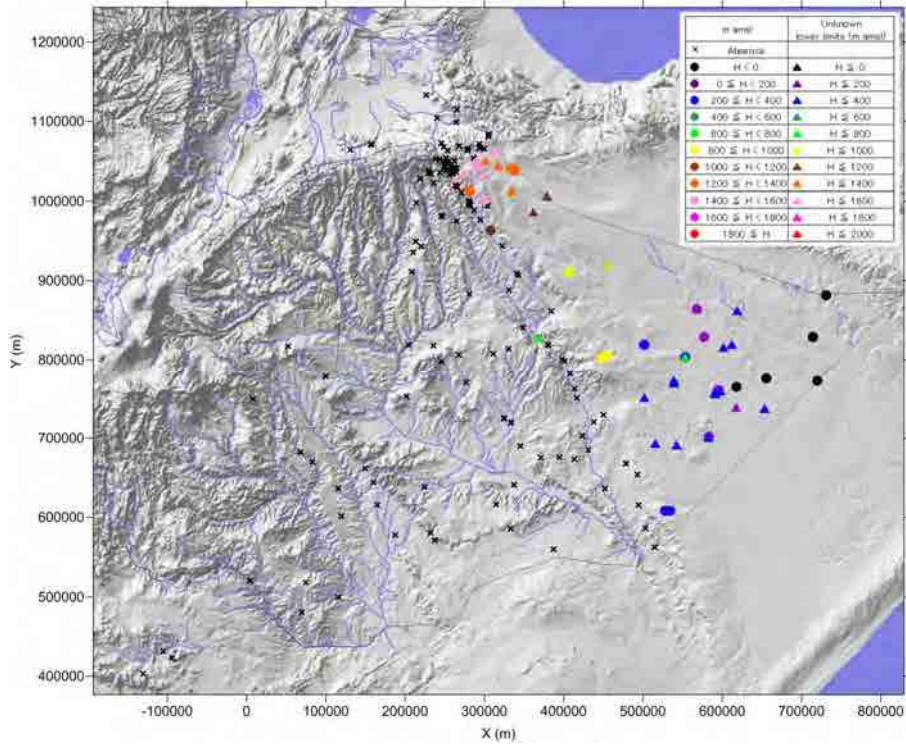 1200000
1100000
1000000
900000
800000
700000
600000
500000
400000
Y (m)
-100000 0 100000 200000 300000 400000 500000 600000 700000 800000
X (m)
m amsl Unknown
lower limits (m amsl)
× Absence
H < 0 H ≦ 0
0 ≦ H < 200 H ≦ 200
200 ≦ H < 400 H ≦ 400
400 ≦ H < 600 H ≦ 600
600 ≦ H < 800 H ≦ 800
800 ≦ H < 1000 H ≦ 1000
1000 ≦ H < 1200 H ≦ 1200
1200 ≦ H < 1400 H ≦ 1400
1400 ≦ H < 1600 H ≦ 1600
1600 ≦ H < 1800 H ≦ 1800
1800 ≦ H H ≦ 2000